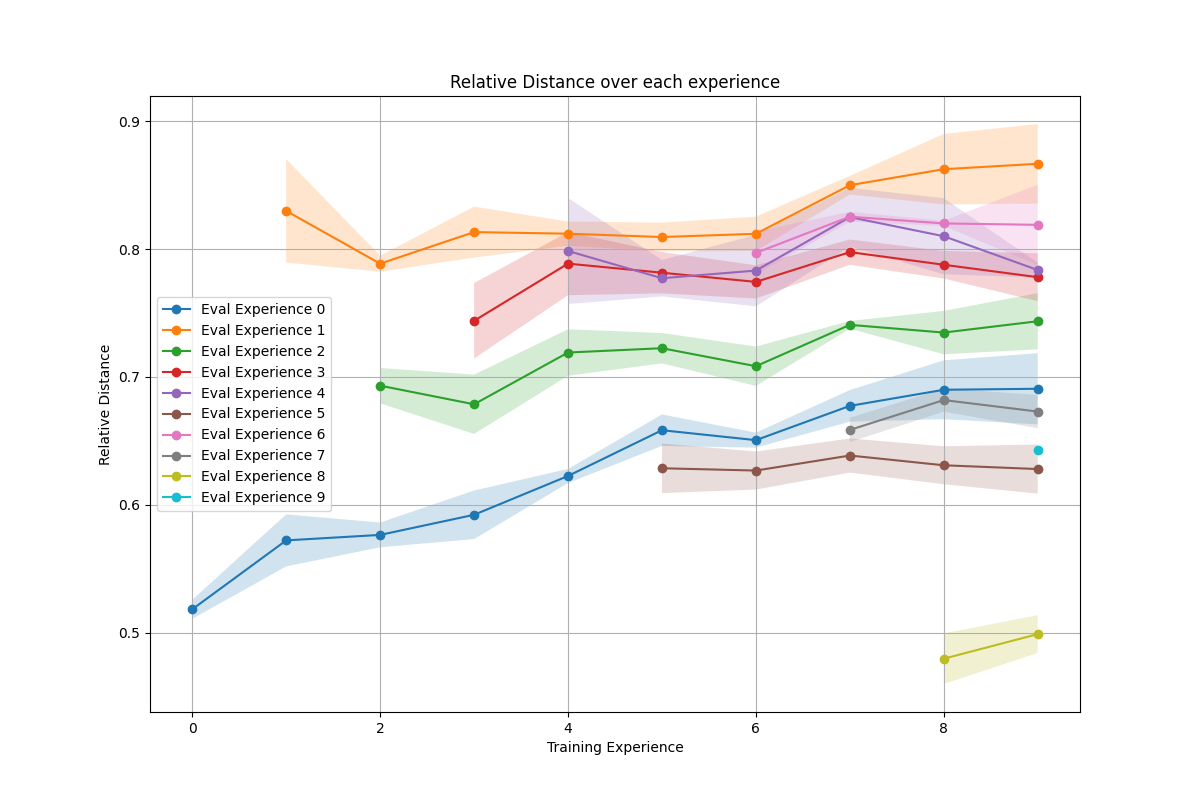 Relative Distance over each experience
0.9
0.8
0.7
0.6
0.5
Relative Distance
Eval Experience 0
Eval Experience 1
Eval Experience 2
Eval Experience 3
Eval Experience 4
Eval Experience 5
Eval Experience 6
Eval Experience 7
Eval Experience 8
Eval Experience 9
0 2 4 6 8
Training Experience